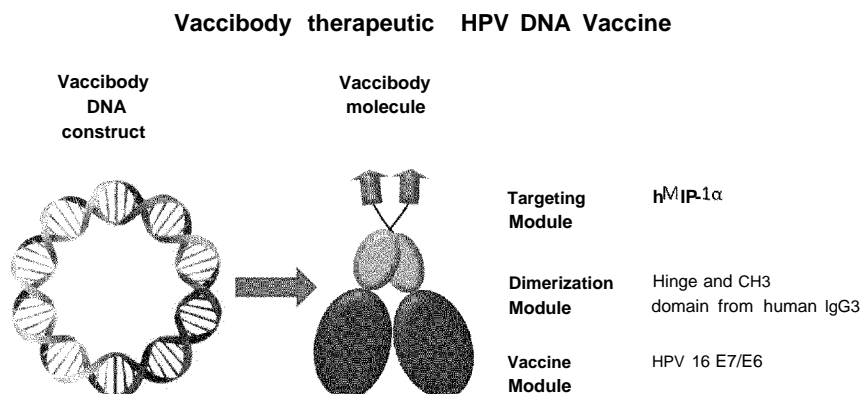 Vaccibody therapeutic HPV DNA Vaccine
Vaccibody
DNA
construct
Vaccibody
molecule
Targeting
Module
hMIP-1α
Dimerization
Module
Hinge and CH3
domain from human IgG3
Vaccine
Module
HPV 16 E7/E6